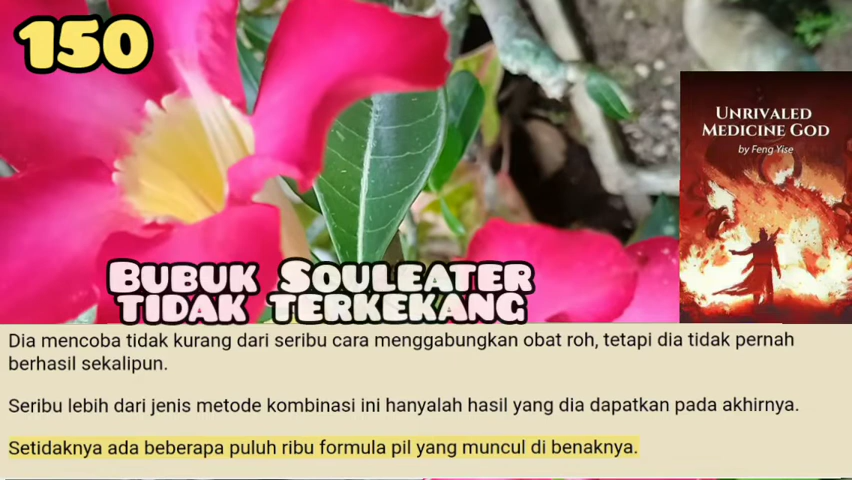 150
UNRIVALED
MEDICINE GOD
by Feng Yise
BUBUK SOULEATER
TIDAK TERKEKANG
Dia mencoba tidak kurang dari seribu cara menggabungkan obat roh, tetapi dia tidak pernah
berhasil sekalipun.
Seribu lebih dari jenis metode kombinasi ini hanyalah hasil yang dia dapatkan pada akhirnya.
Setidaknya ada beberapa puluh ribu formula pil yang muncul di benaknya.